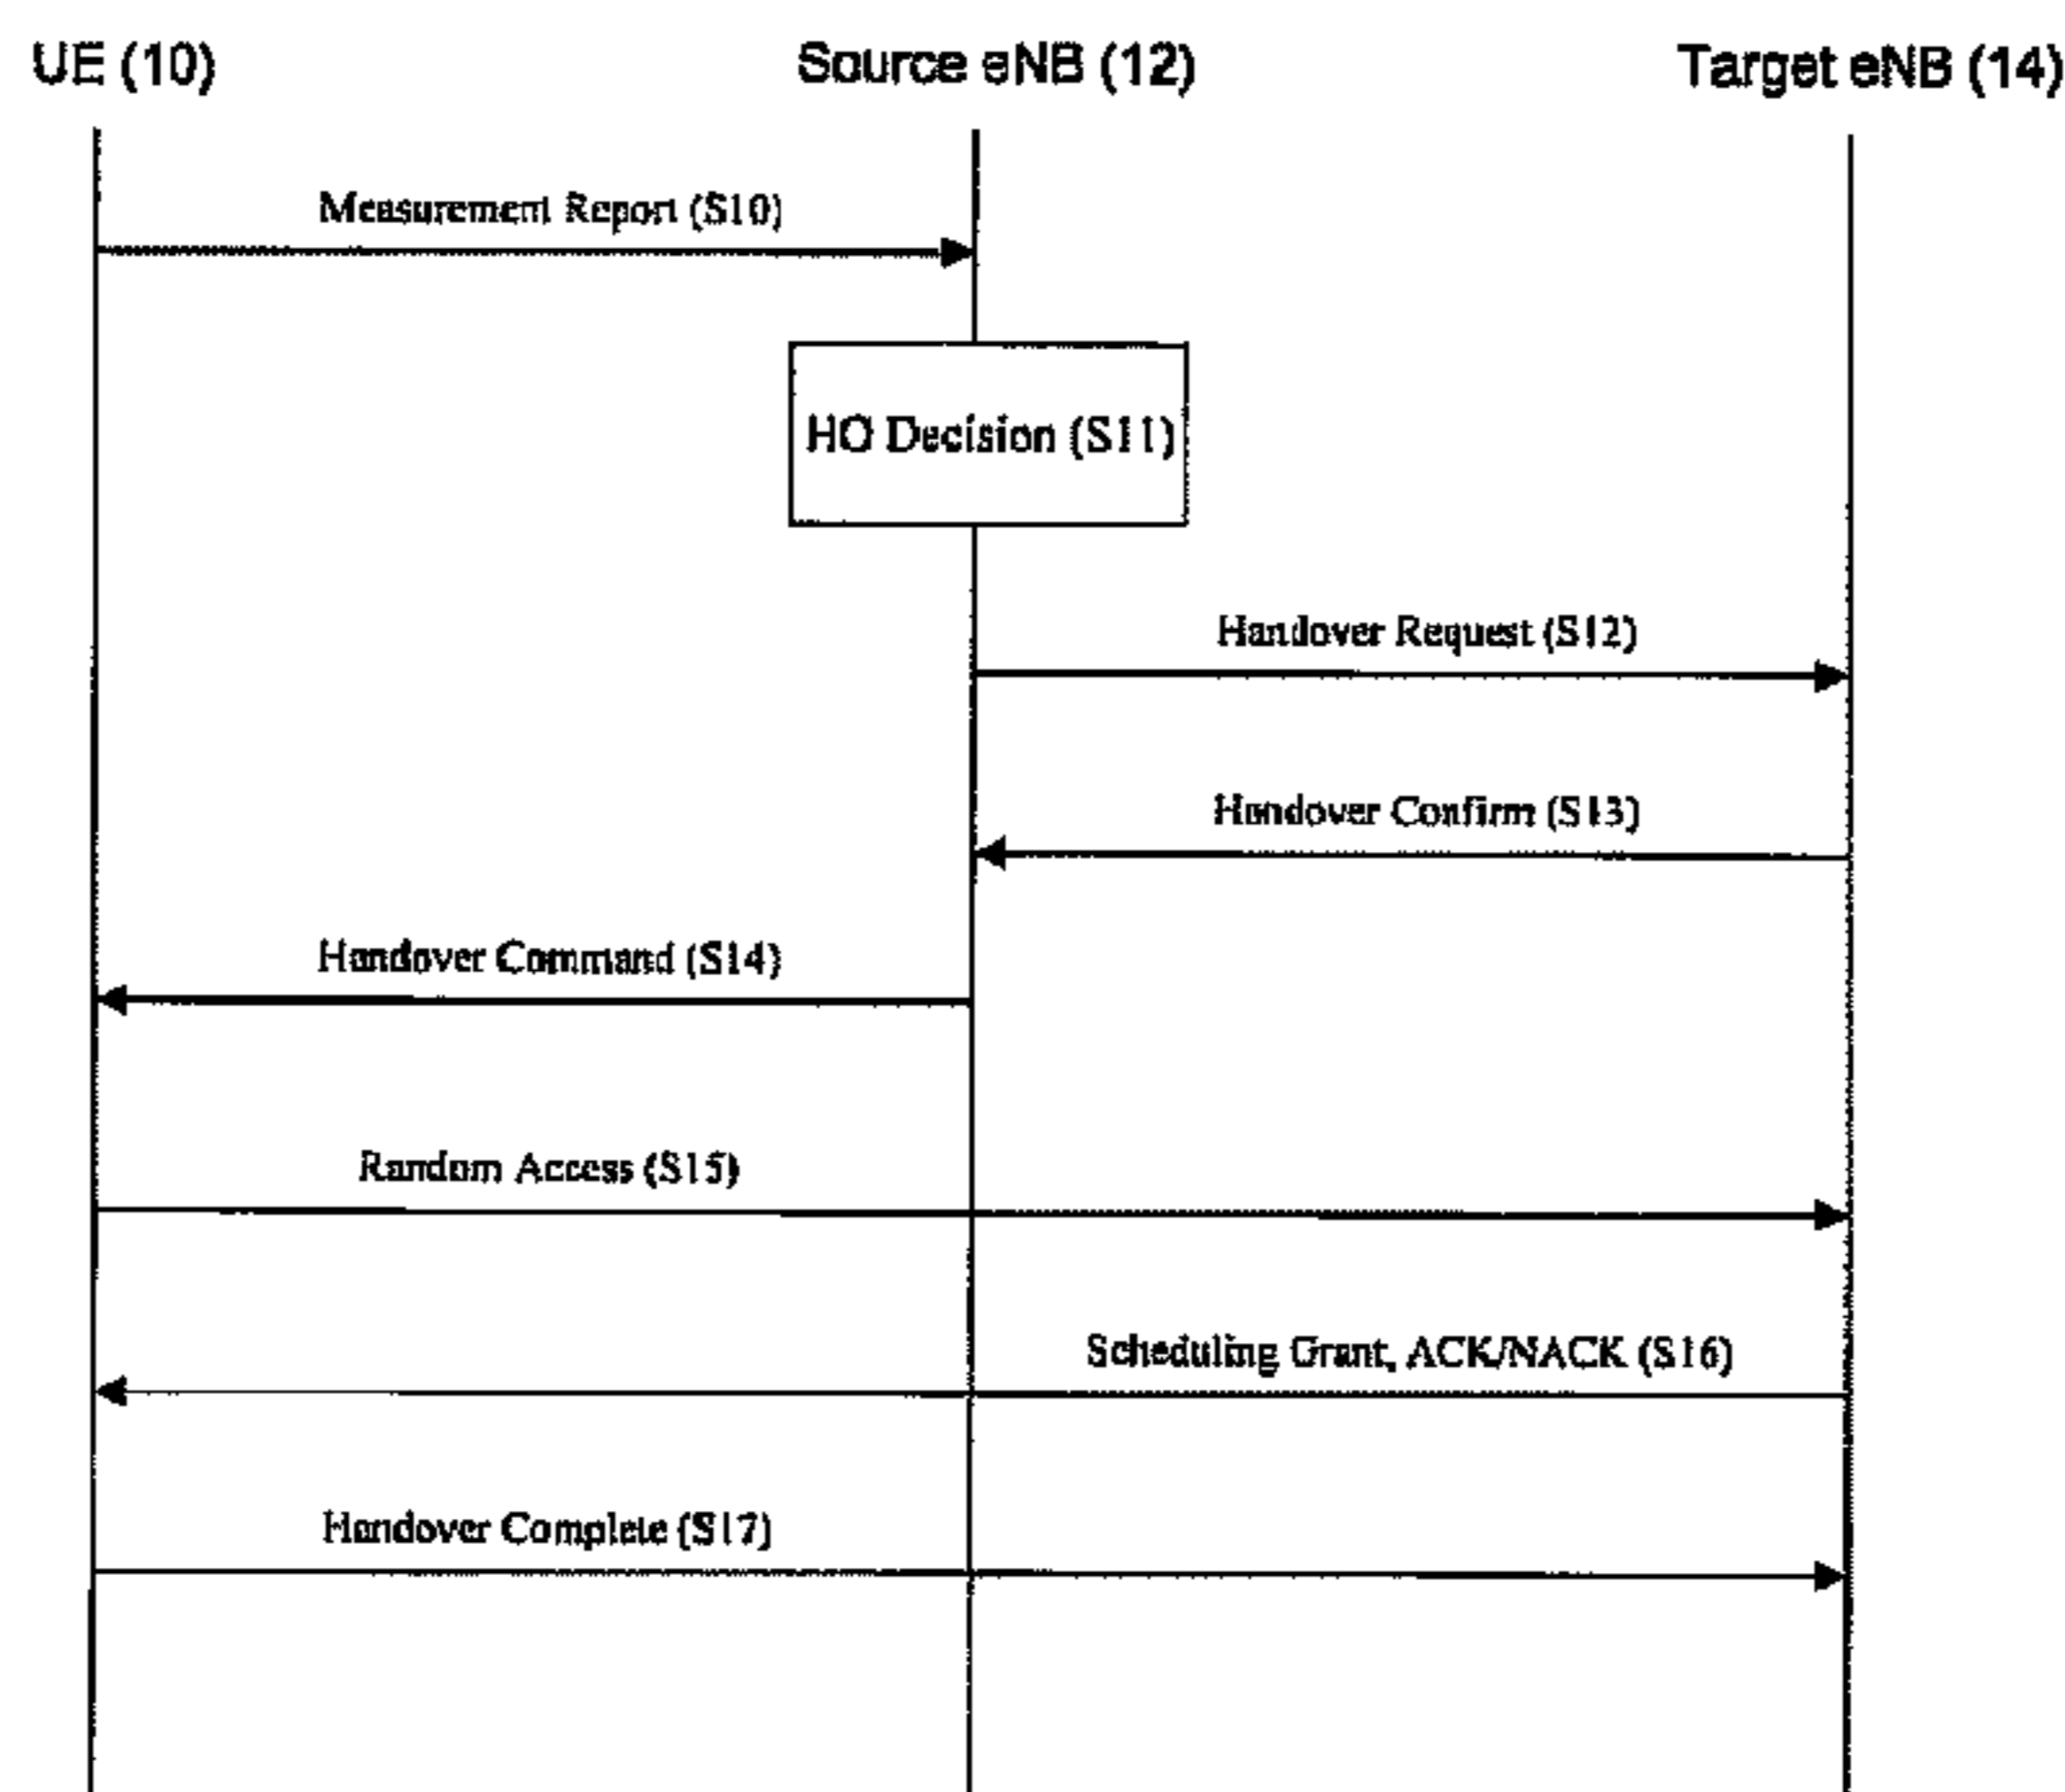 UE (10)
Source eNB (12)
Target eNB (14)
Measurement Report (S10)
HO Decision (S11)
Handover Request (S12)
Handover Confirm (S13)
Handover Command (S14)
Random Access (S15)
Scheduling Grant, ACK/NACK (S16)
Handover Complete (S17)